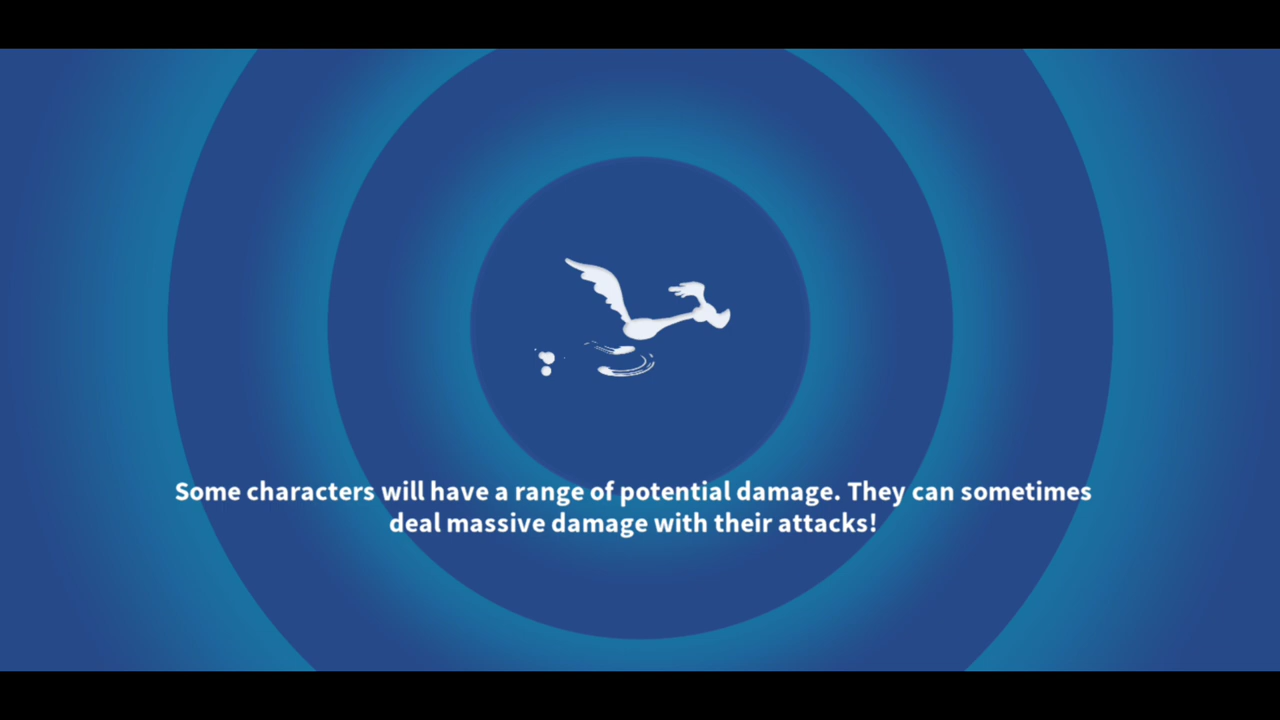 Some characters will have a range of potential damage. They can sometimes
deal massive damage with their attacks!